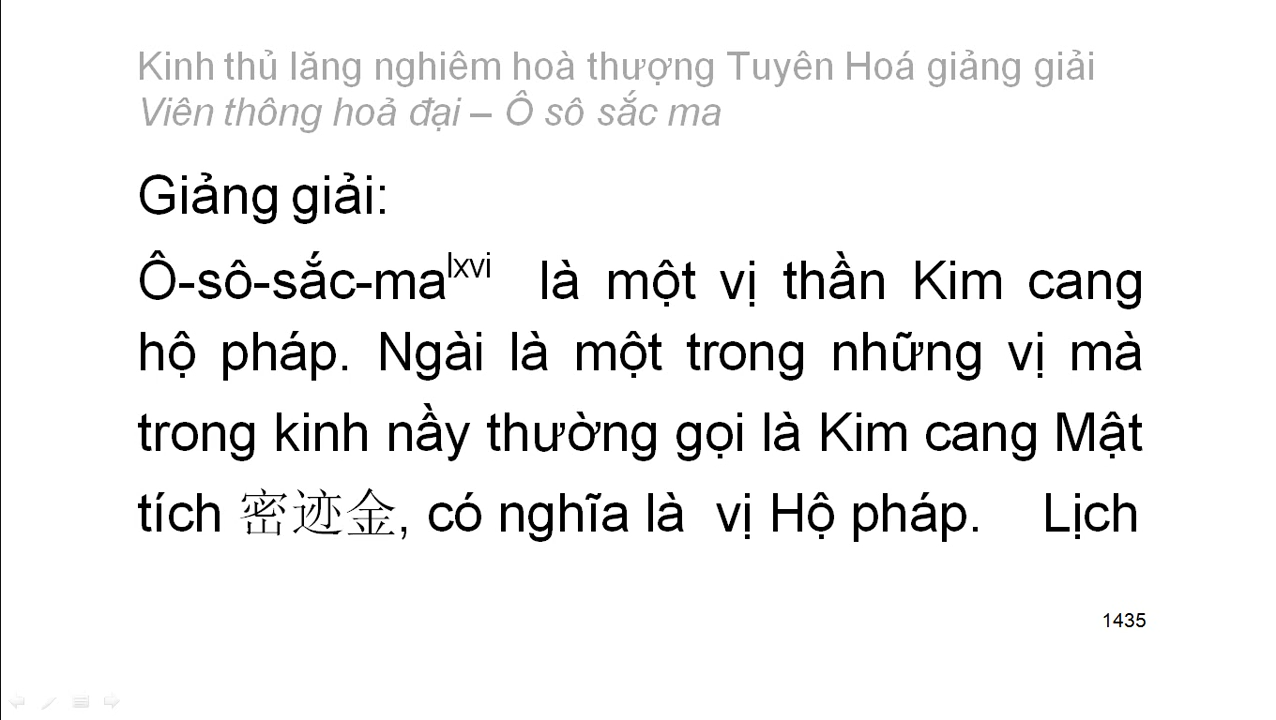 Kinh thủ lăng nghiêm hoà thượng Tuyên Hoá giảng giải
Viên thông hoả đại – Ô sô sắc ma
Giảng giải:
Ô-sô-sắc-ma lxvi là một vị thần Kim cang
hộ pháp. Ngài là một trong những vị mà
trong kinh nầy thường gọi là Kim cang Mật
tích 密迹金, có nghĩa là vị Hộ pháp. Lịch
1435